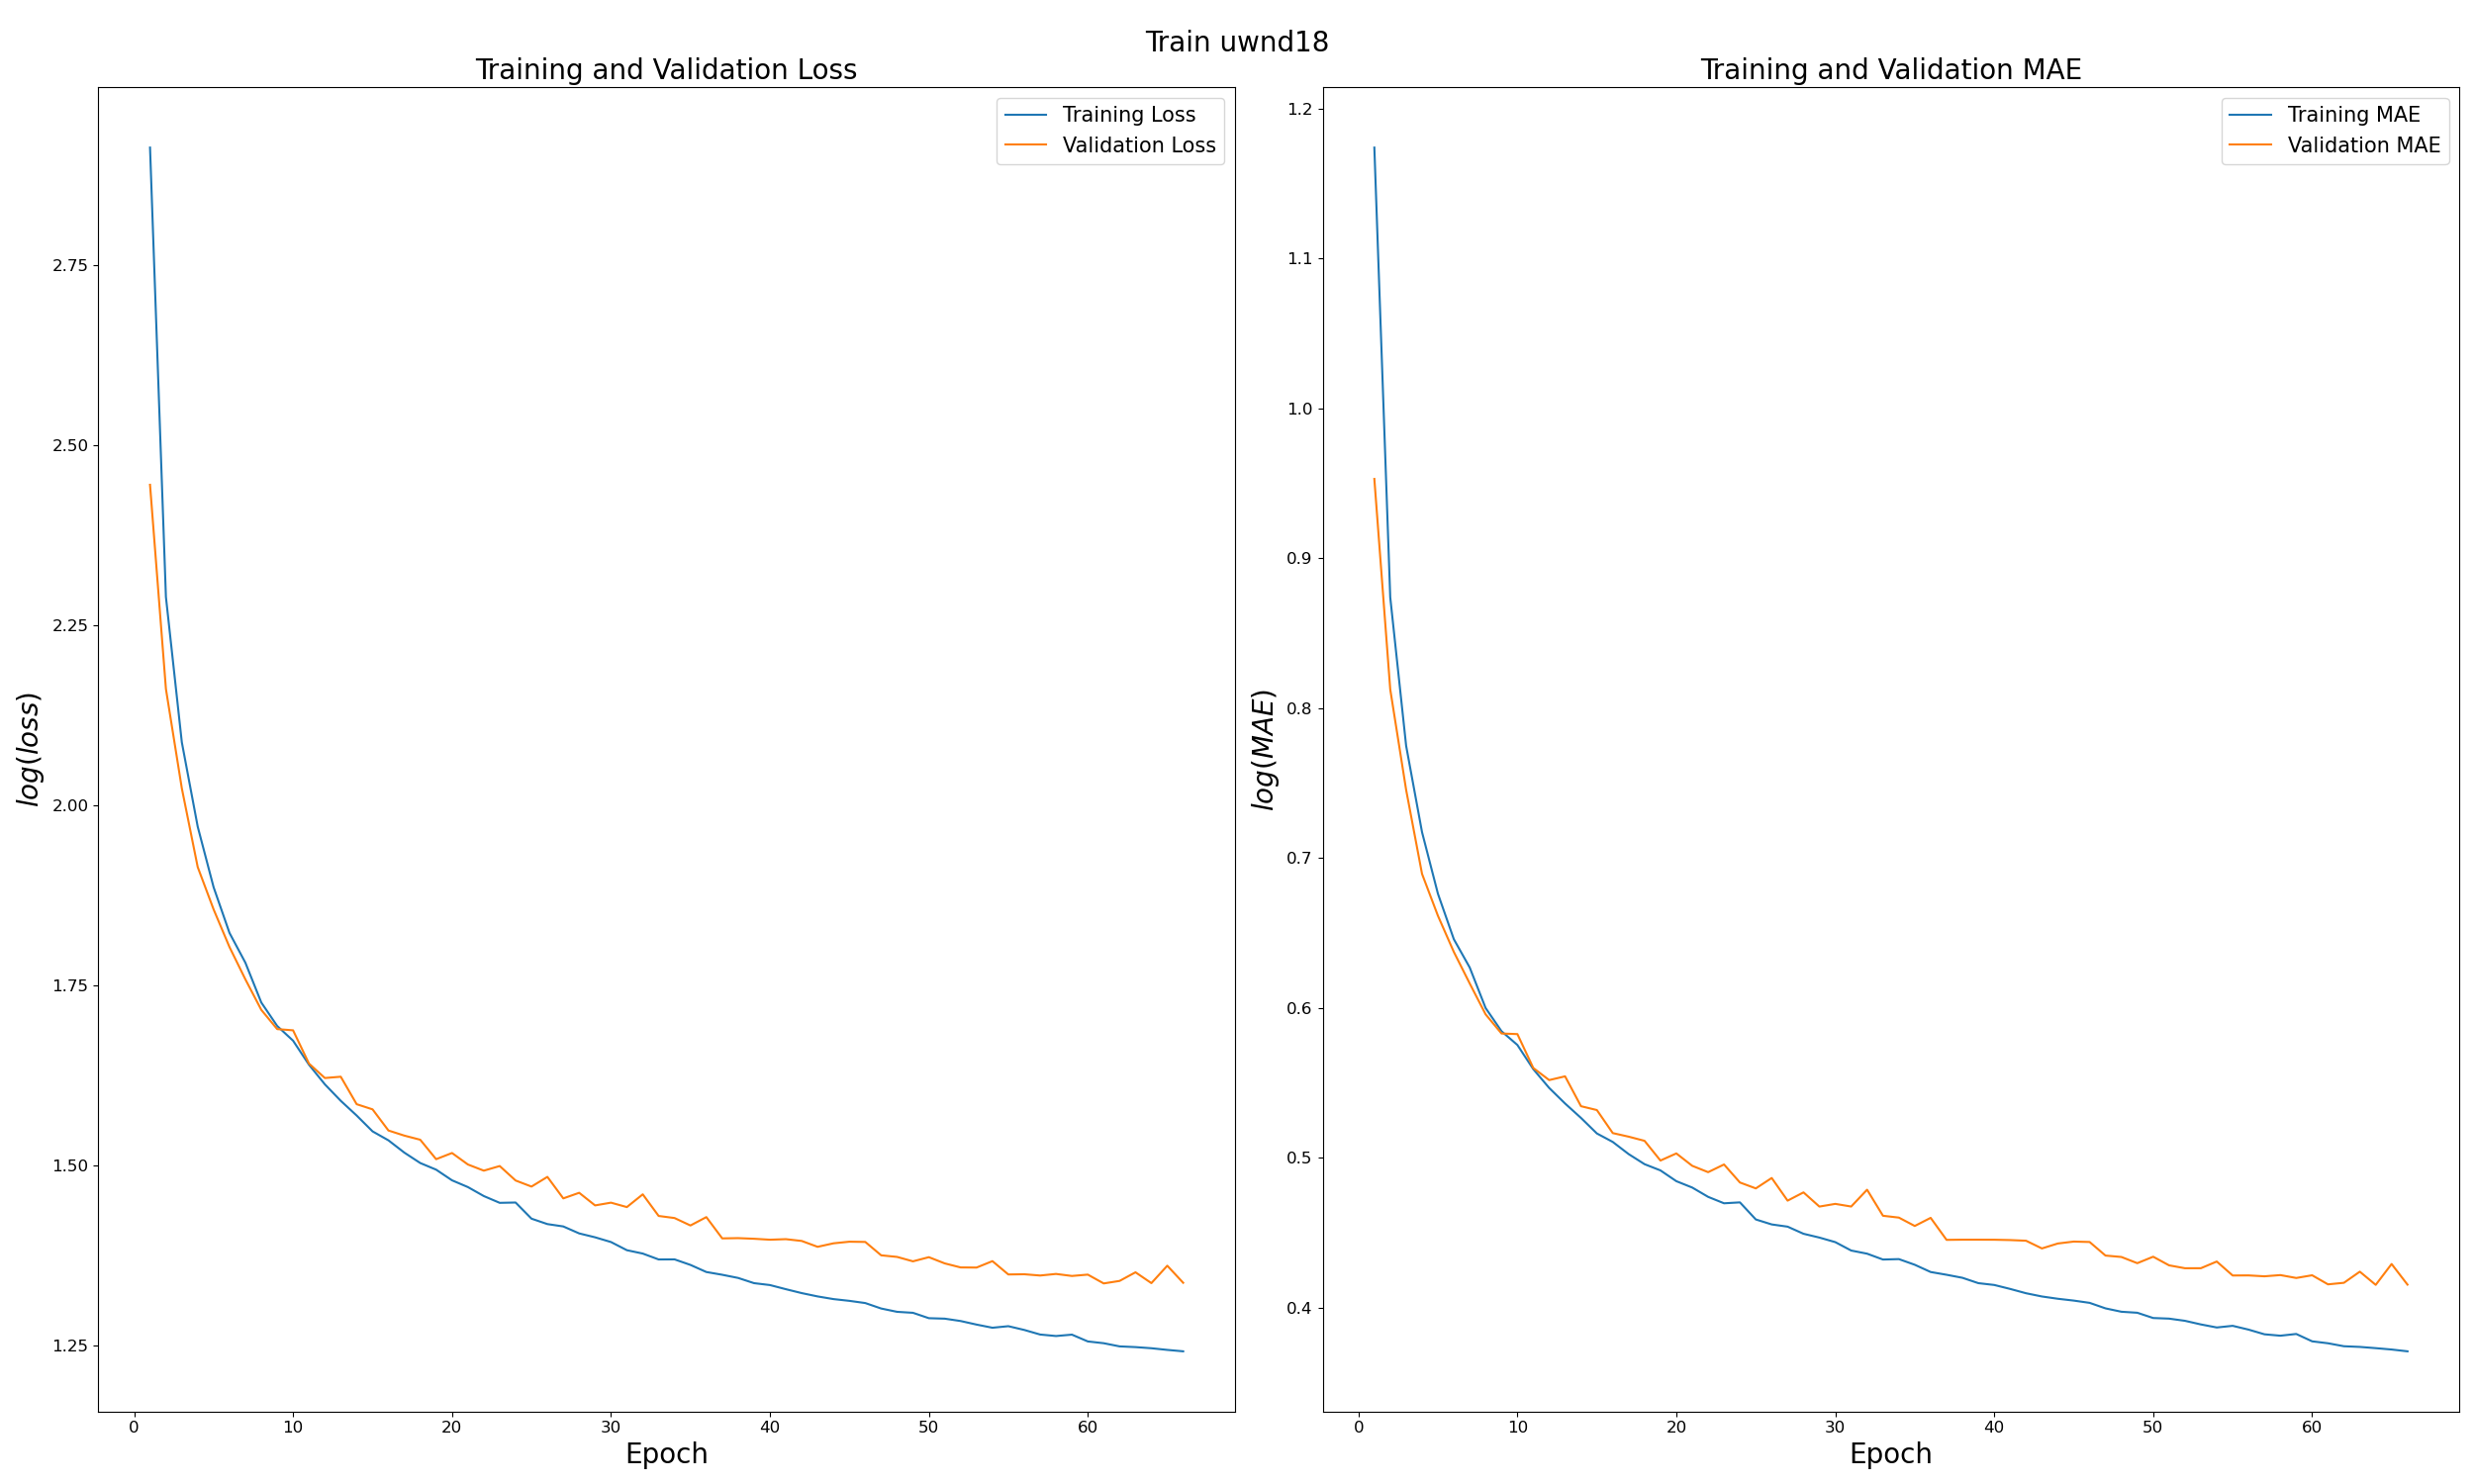 Train uwnd18
Training and Validation Loss
Training Loss
Validation Loss
2.75
2.50
2.25
2.00
1.75
1.50
1.25
log(loss)
0 10 20 30 40 50 60
Epoch
Training and Validation MAE
Training MAE
Validation MAE
1.2
1.1
1.0
0.9
0.8
0.7
0.6
0.5
0.4
log(MAE)
0 10 20 30 40 50 60
Epoch